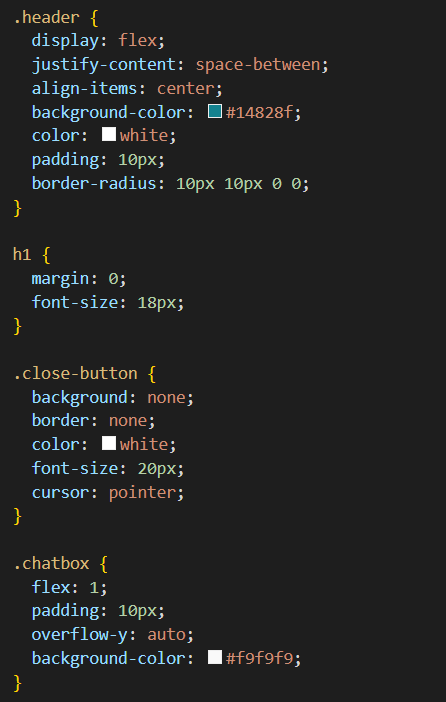 .header {
  display: flex;
  justify-content: space-between;
  align-items: center;
  background-color: #14828f;
  color: white;
  padding: 10px;
  border-radius: 10px 10px 0 0;
}

h1 {
  margin: 0;
  font-size: 18px;
}

.close-button {
  background: none;
  border: none;
  color: white;
  font-size: 20px;
  cursor: pointer;
}

.chatbox {
  flex: 1;
  padding: 10px;
  overflow-y: auto;
  background-color: #f9f9f9;
}